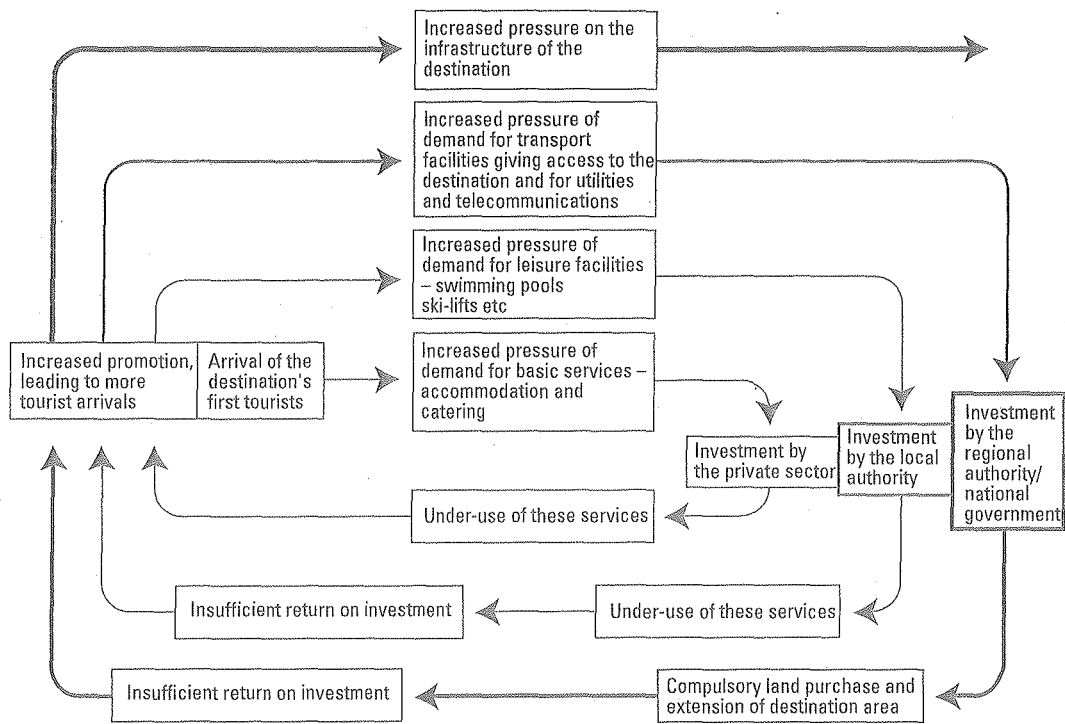 Increased pressure on the
infrastructure of the
destination
Increased pressure of
demand for transport
facilities giving access to the
destination and for utilities
and telecommunications
Increased pressure of
demand for leisure facilities
– swimming pools
ski-lifts etc
Increased promotion,
leading to more
tourist arrivals
Arrival of the
destination's
first tourists
Increased pressure of
demand for basic services –
accommodation and
catering
Investment by
the private sector
Investment
by the local
authority
Investment
by the
regional
authority/
national
government
Under-use of these services
Insufficient return on investment
Under-use of these services
Insufficient return on investment
Compulsory land purchase and
extension of destination area